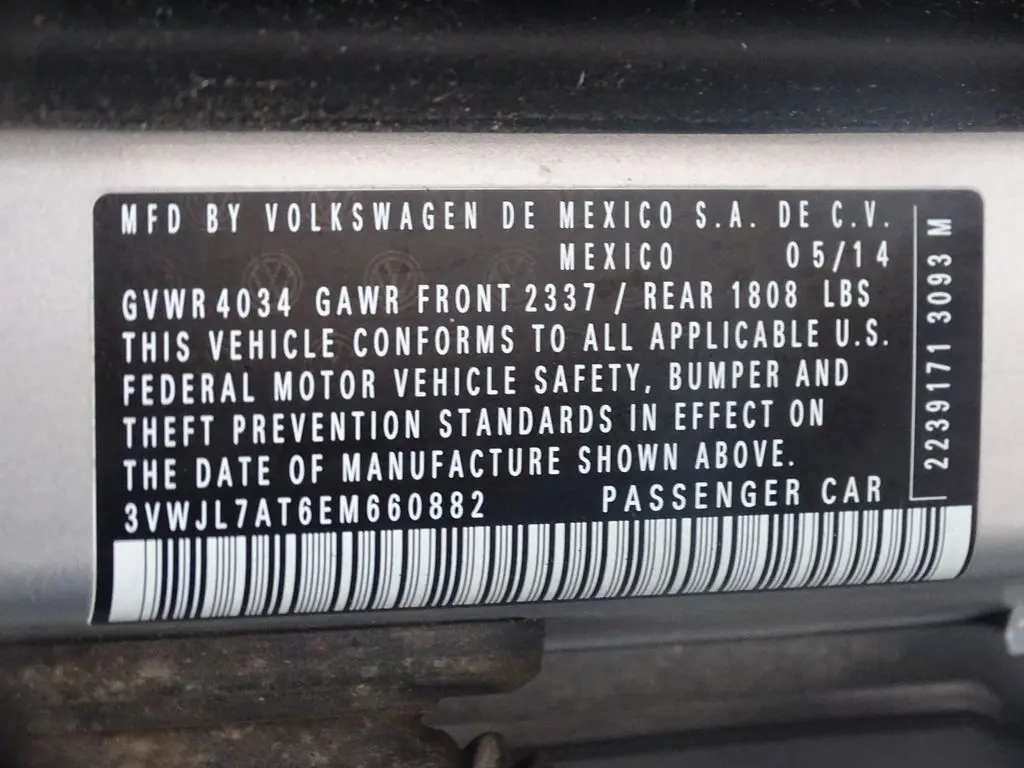 MFD BY VOLKSWAGEN DE MEXICO S.A. DE C.V.
MEXICO 05/14
GVWR 4034 GAWR FRONT 2337 / REAR 1808 LBS
THIS VEHICLE CONFORMS TO ALL APPLICABLE U.S.
FEDERAL MOTOR VEHICLE SAFETY, BUMPER AND
THEFT PREVENTION STANDARDS IN EFFECT ON
THE DATE OF MANUFACTURE SHOWN ABOVE.
3VWJL7AT6EM660882 PASSENGER CAR
2239171 3093 M